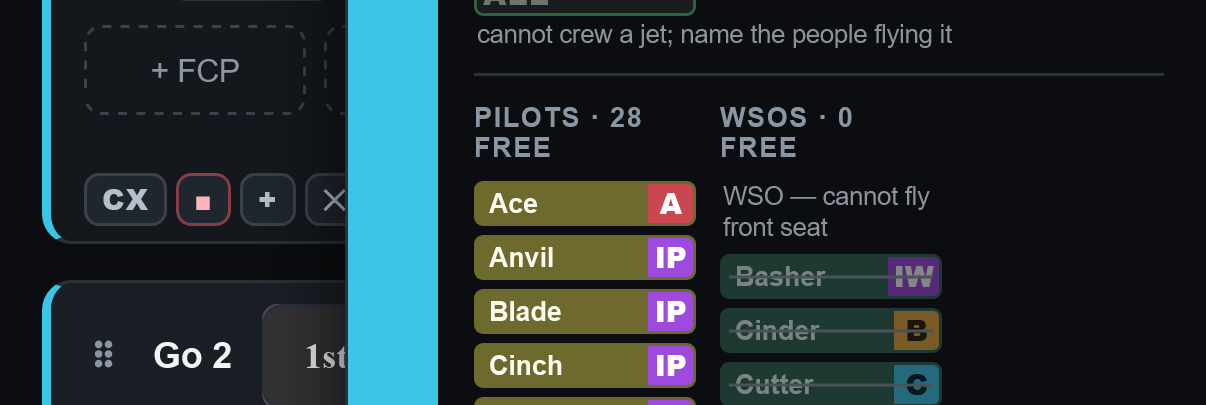 cannot crew a jet; name the people flying it
+ FCP
PILOTS · 28
FREE
WSOS · 0
FREE
CX
+
Ace A
Anvil IP
Blade IP
Cinch IP
WSO — cannot fly
front seat
Basher IW
Cinder B
Cutter C
Go 2
1st